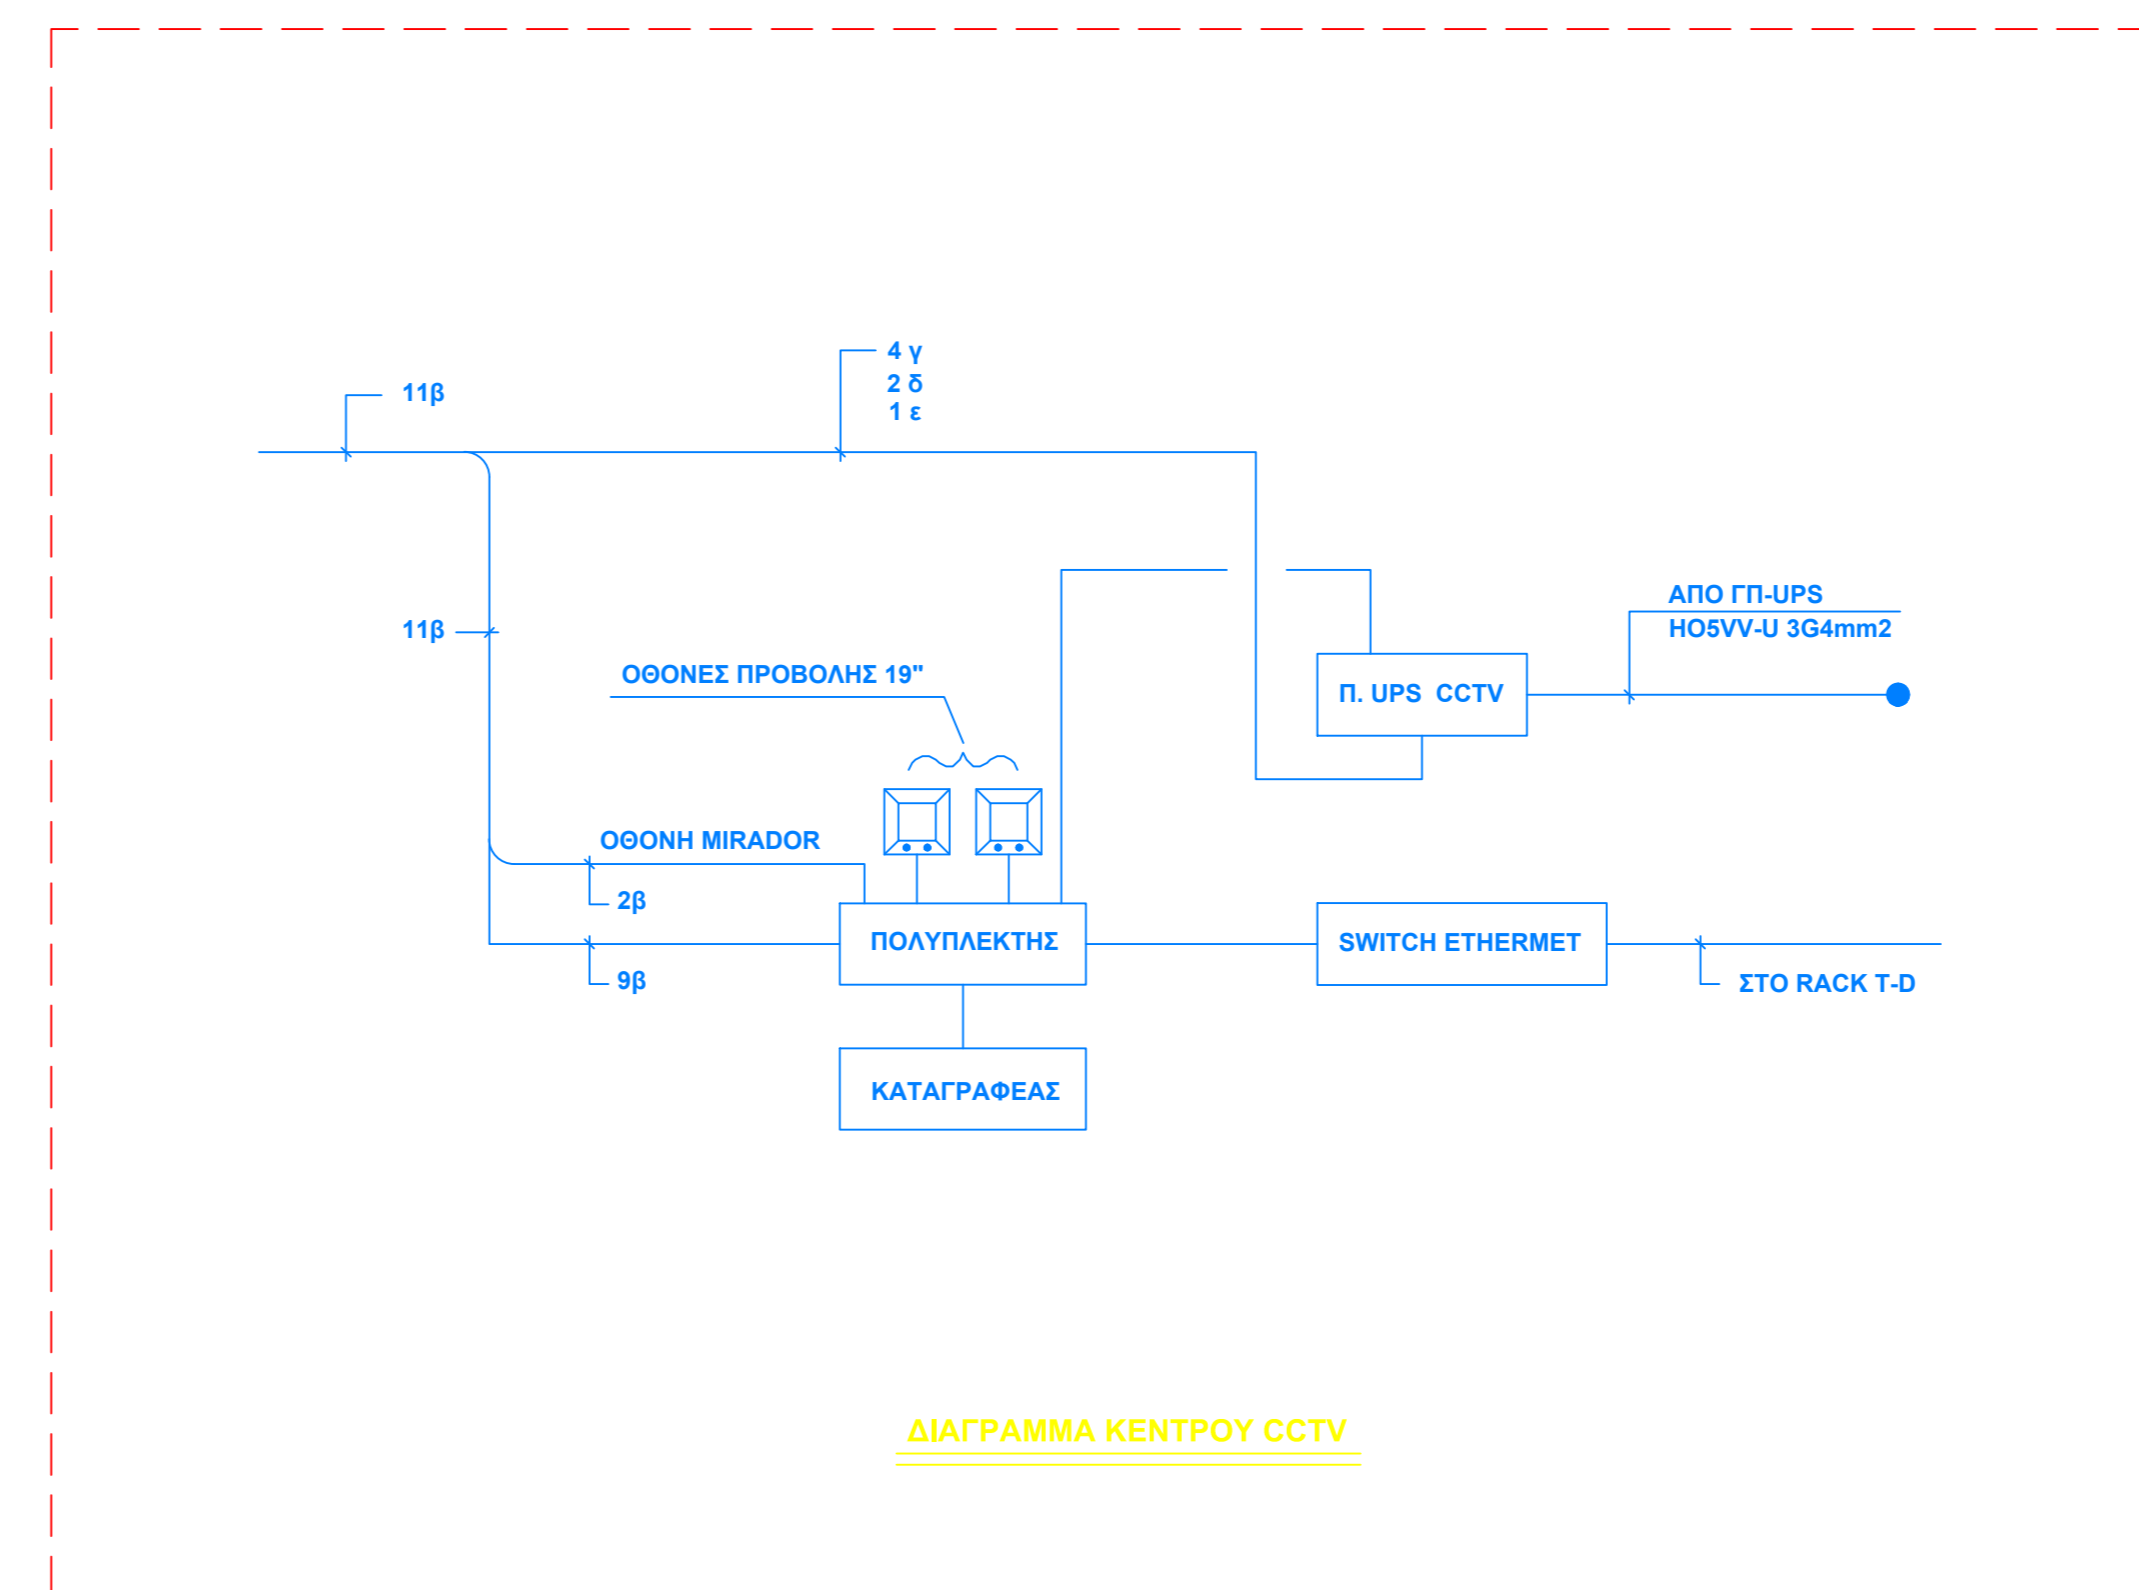 4 γ
2 δ
1 ε
11β
ΑΠΟ ΓΠ-UPS
HO5VV-U 3G4mm2
11β
ΟΘΟΝΕΣ ΠΡΟΒΟΛΗΣ 19"
Π. UPS CCTV
ΟΘΟΝΗ MIRADOR
2β
ΠΟΛΥΠΛΕΚΤΗΣ
SWITCH ETHERMET
9β
ΣΤΟ RACK T-D
ΚΑΤΑΓΡΑΦΕΑΣ
ΔΙΑΓΡΑΜΜΑ ΚΕΝΤΡΟΥ CCTV